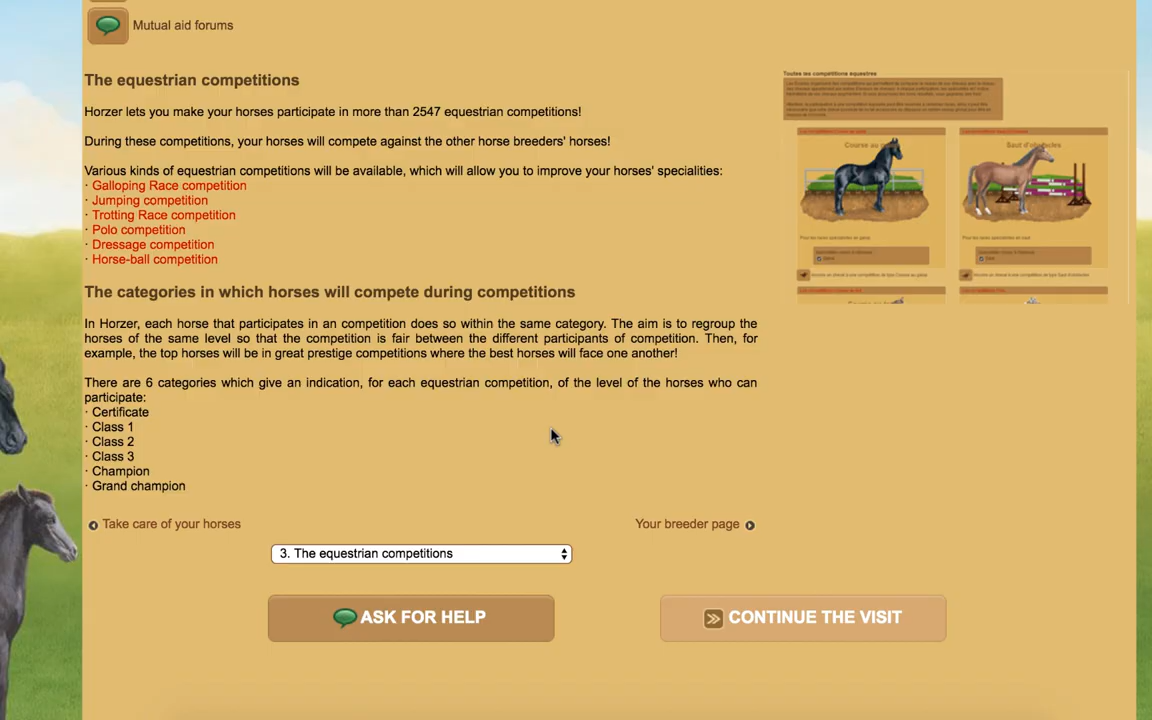 Mutual aid forums
The equestrian competitions
Horzer lets you make your horses participate in more than 2547 equestrian competitions!
During these competitions, your horses will compete against the other horse breeders' horses!
Various kinds of equestrian competitions will be available, which will allow you to improve your horses' specialities:
· Galloping Race competition
· Jumping competition
· Trotting Race competition
· Polo competition
· Dressage competition
· Horse-ball competition
The categories in which horses will compete during competitions
In Horzer, each horse that participates in an competition does so within the same category. The aim is to regroup the
horses of the same level so that the competition is fair between the different participants of competition. Then, for
example, the top horses will be in great prestige competitions where the best horses will face one another!
There are 6 categories which give an indication, for each equestrian competition, of the level of the horses who can
participate:
· Certificate
· Class 1
· Class 2
· Class 3
· Champion
· Grand champion
Take care of your horses
Your breeder page
3. The equestrian competitions
ASK FOR HELP
CONTINUE THE VISIT
Toutes les compétitions équestres
Saut d'obstacles